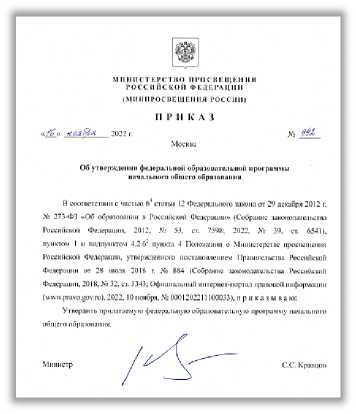 МИНИСТЕРСТВО ПРОСВЕЩЕНИЯ
РОССИЙСКОЙ ФЕДЕРАЦИИ
(МИНПРОСВЕЩЕНИЯ РОССИИ)
П Р И К А З
«16» ноября 2022 г.
№ 992
Москва
Об утверждении федеральной образовательной программы
начального общего образования
В соответствии с частью 6⁵ статьи 12 Федерального закона от 29 декабря 2012 г.
№ 273-ФЗ «Об образовании в Российской Федерации» (Собрание законодательства
Российской Федерации, 2012, № 53, ст. 7598; 2022, № 39, ст. 6541),
пунктом 1 и подпунктом 4.2.6² пункта 4 Положения о Министерстве просвещения
Российской Федерации, утвержденного постановлением Правительства Российской
Федерации от 28 июля 2018 г. № 884 (Собрание законодательства Российской
Федерации, 2018, № 32, ст. 5343; Официальный интернет-портал правовой информации
(www.pravo.gov.ru), 2022, 10 ноября, № 0001202211100033), п р и к а з ы в а ю:
Утвердить прилагаемую федеральную образовательную программу начального
общего образования.
Министр
С.С. Кравцов